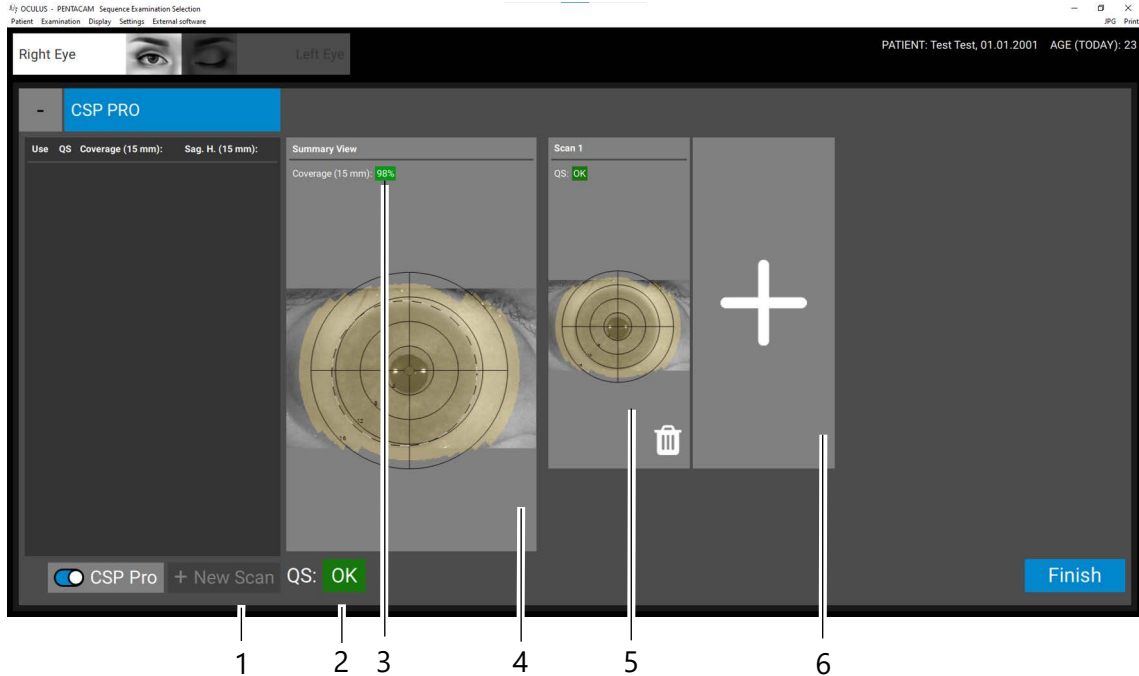 OCULUS - PENTACAM Sequence Examination Selection
Patient Examination Display Settings External software
JPG Print
Right Eye
Left Eye
PATIENT: Test Test, 01.01.2001 AGE (TODAY): 23
- CSP PRO
Use QS Coverage (15 mm): Sag. H. (15 mm):
Summary View
Coverage (15 mm): 98%
Scan 1
QS: OK
CSP Pro
+ New Scan
QS: OK
Finish
1 2 3 4 5 6